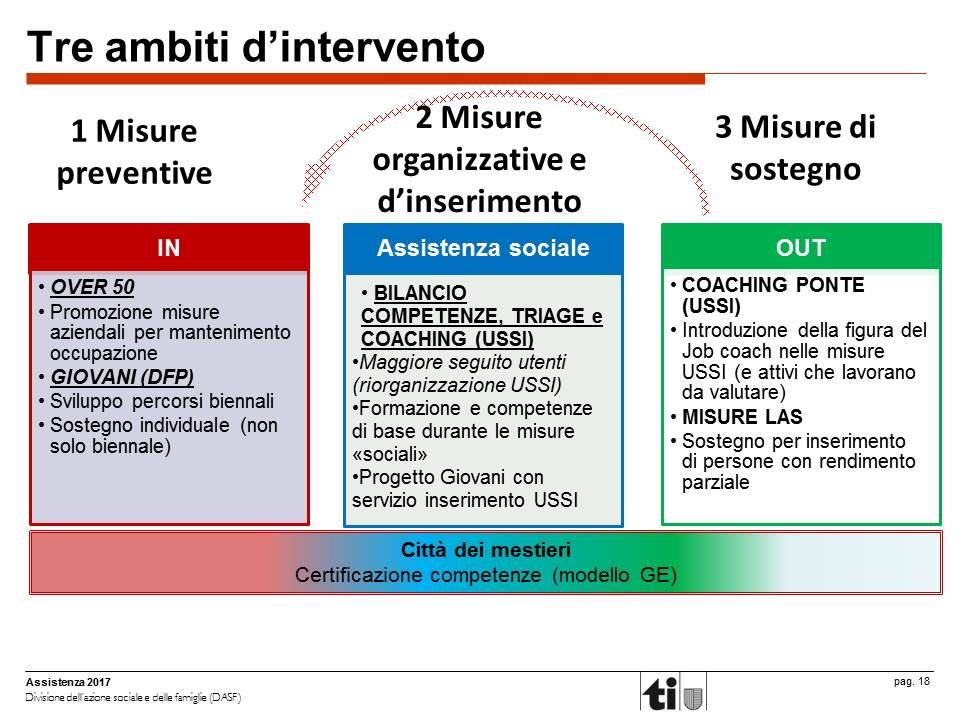 Tre ambiti d’intervento
1 Misure
preventive
2 Misure
organizzative e
d’inserimento
3 Misure di
sostegno
IN
• OVER 50
• Promozione misure
aziendali per mantenimento
occupazione
• GIOVANI (DFP)
• Sviluppo percorsi biennali
• Sostegno individuale (non
solo biennale)
Assistenza sociale
• BILANCIO
COMPETENZE, TRIAGE e
COACHING (USSI)
•Maggiore seguito utenti
(riorganizzazione USSI)
•Formazione e competenze
di base durante le misure
«sociali»
•Progetto Giovani con
servizio inserimento USSI
OUT
• COACHING PONTE
(USSI)
• Introduzione della figura del
Job coach nelle misure
USSI (e attivi che lavorano
da valutare)
• MISURE LAS
• Sostegno per inserimento
di persone con rendimento
parziale
Città dei mestieri
Certificazione competenze (modello GE)
Assistenza 2017
Divisione dell'azione sociale e delle famiglie (DASF)
ti
pag. 18